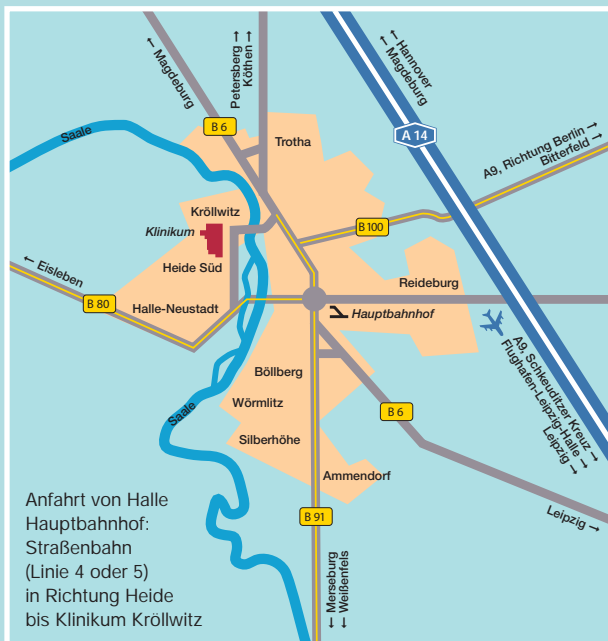 ← Hannover
← Magdeburg
← Magdeburg
Petersberg →
Köthen →
B 6
Saale
Trotha
A 14
A9, Richtung Berlin →
Bitterfeld →
Kröllwitz
Klinikum
B 100
← Eisleben
Heide Süd
Reideburg
B 80
Halle-Neustadt
Hauptbahnhof
A9, Schkeuditzer Kreuz →
Flughafen-Leipzig-Halle →
Leipzig →
Böllberg
Wörmlitz
Saale
B 6
Silberhöhe
Ammendorf
B 91
Leipzig →
← Merseburg
← Weißenfels
Anfahrt von Halle
Hauptbahnhof:
Straßenbahn
(Linie 4 oder 5)
in Richtung Heide
bis Klinikum Kröllwitz